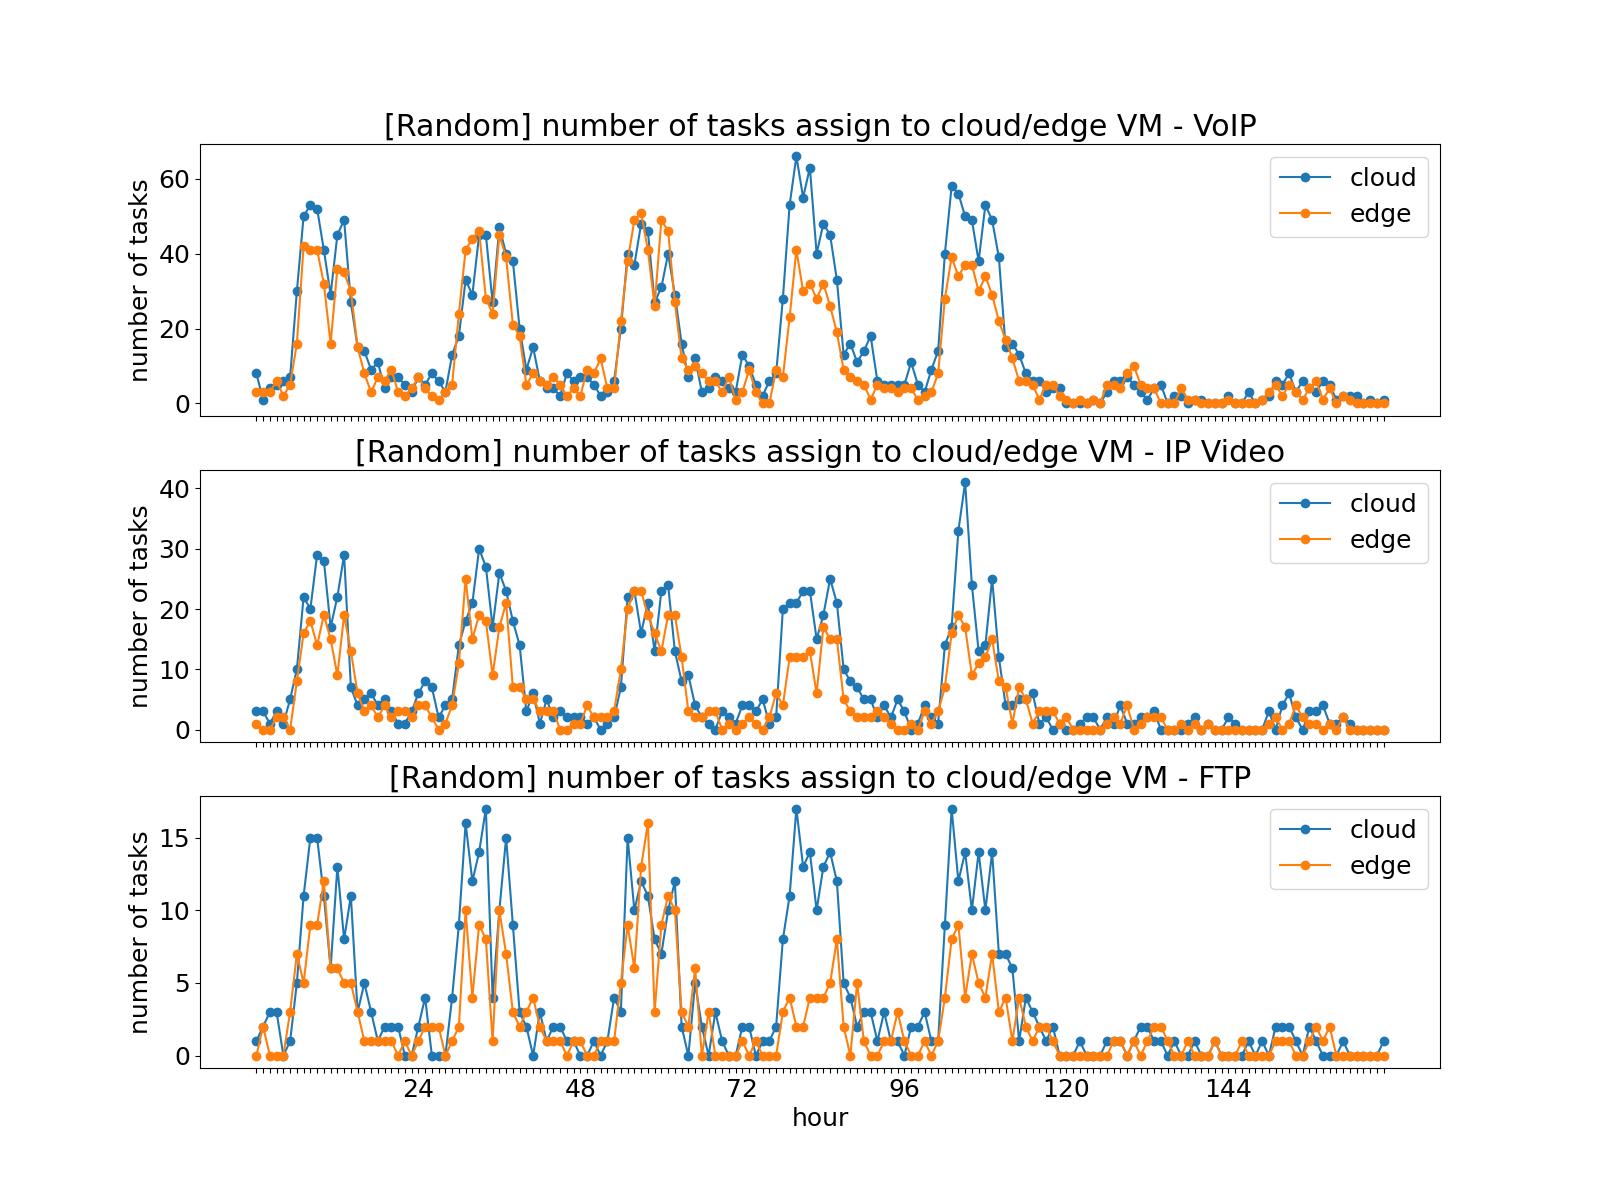 [Random] number of tasks assign to cloud/edge VM - VoIP
number of tasks
60
40
20
0
cloud
edge
[Random] number of tasks assign to cloud/edge VM - IP Video
number of tasks
40
30
20
10
0
cloud
edge
[Random] number of tasks assign to cloud/edge VM - FTP
number of tasks
15
10
5
0
cloud
edge
24 48 72 96 120 144
hour